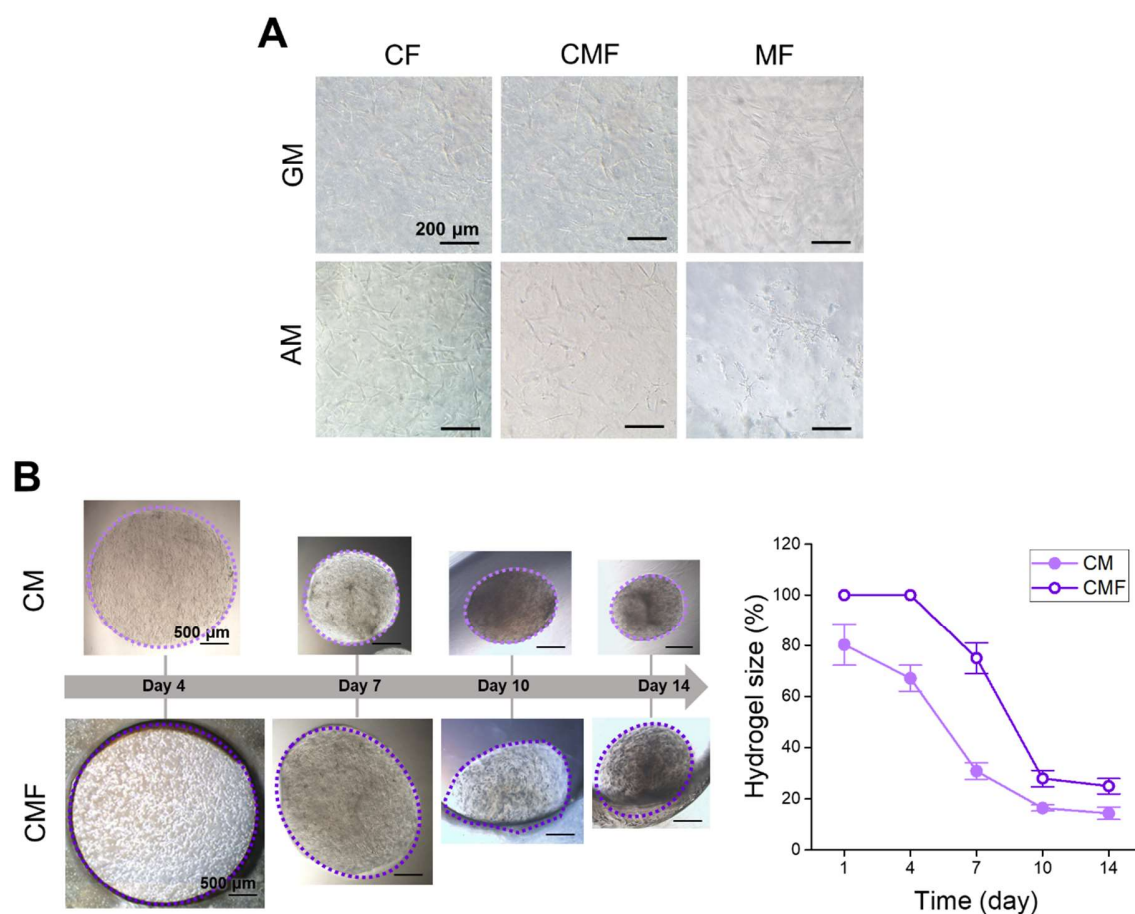 A
CF CMF MF
GM
200 µm
AM
B
CM
500 µm
Day 4 Day 7 Day 10 Day 14
CMF
500 µm
Hydrogel size (%)
120
100
80
60
40
20
0
CM
CMF
1 4 7 10 14
Time (day)